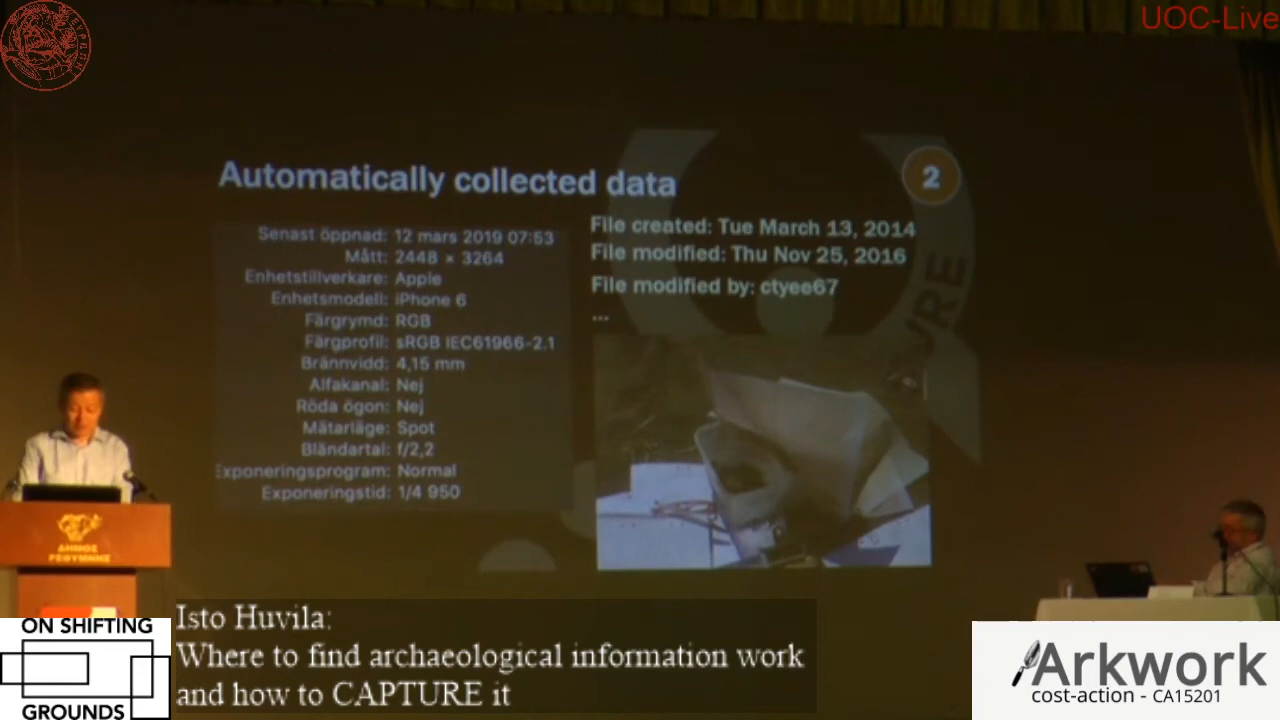 UOC-Live
Automatically collected data
2
Senast öppnad: 12 mars 2019 07:53
Mått: 2448 × 3264
Enhetstillverkare: Apple
Enhetsmodell: iPhone 6
Färgrymd: RGB
Färgprofil: sRGB IEC61966-2.1
Brännvidd: 4,15 mm
Alfakanal: Nej
Röda ögon: Nej
Mätarläge: Spot
Bländartal: f/2,2
Exponeringsprogram: Normal
Exponeringstid: 1/4 950
File created: Tue March 13, 2014
File modified: Thu Nov 25, 2016
File modified by: ctyee67
...
URE
ΔΗΜΟΣ
ΡΕΘΥΜΝΗΣ
ON SHIFTING
GROUNDS
Isto Huvila:
Where to find archaeological information work
and how to CAPTURE it
Arkwork
cost-action - CA15201